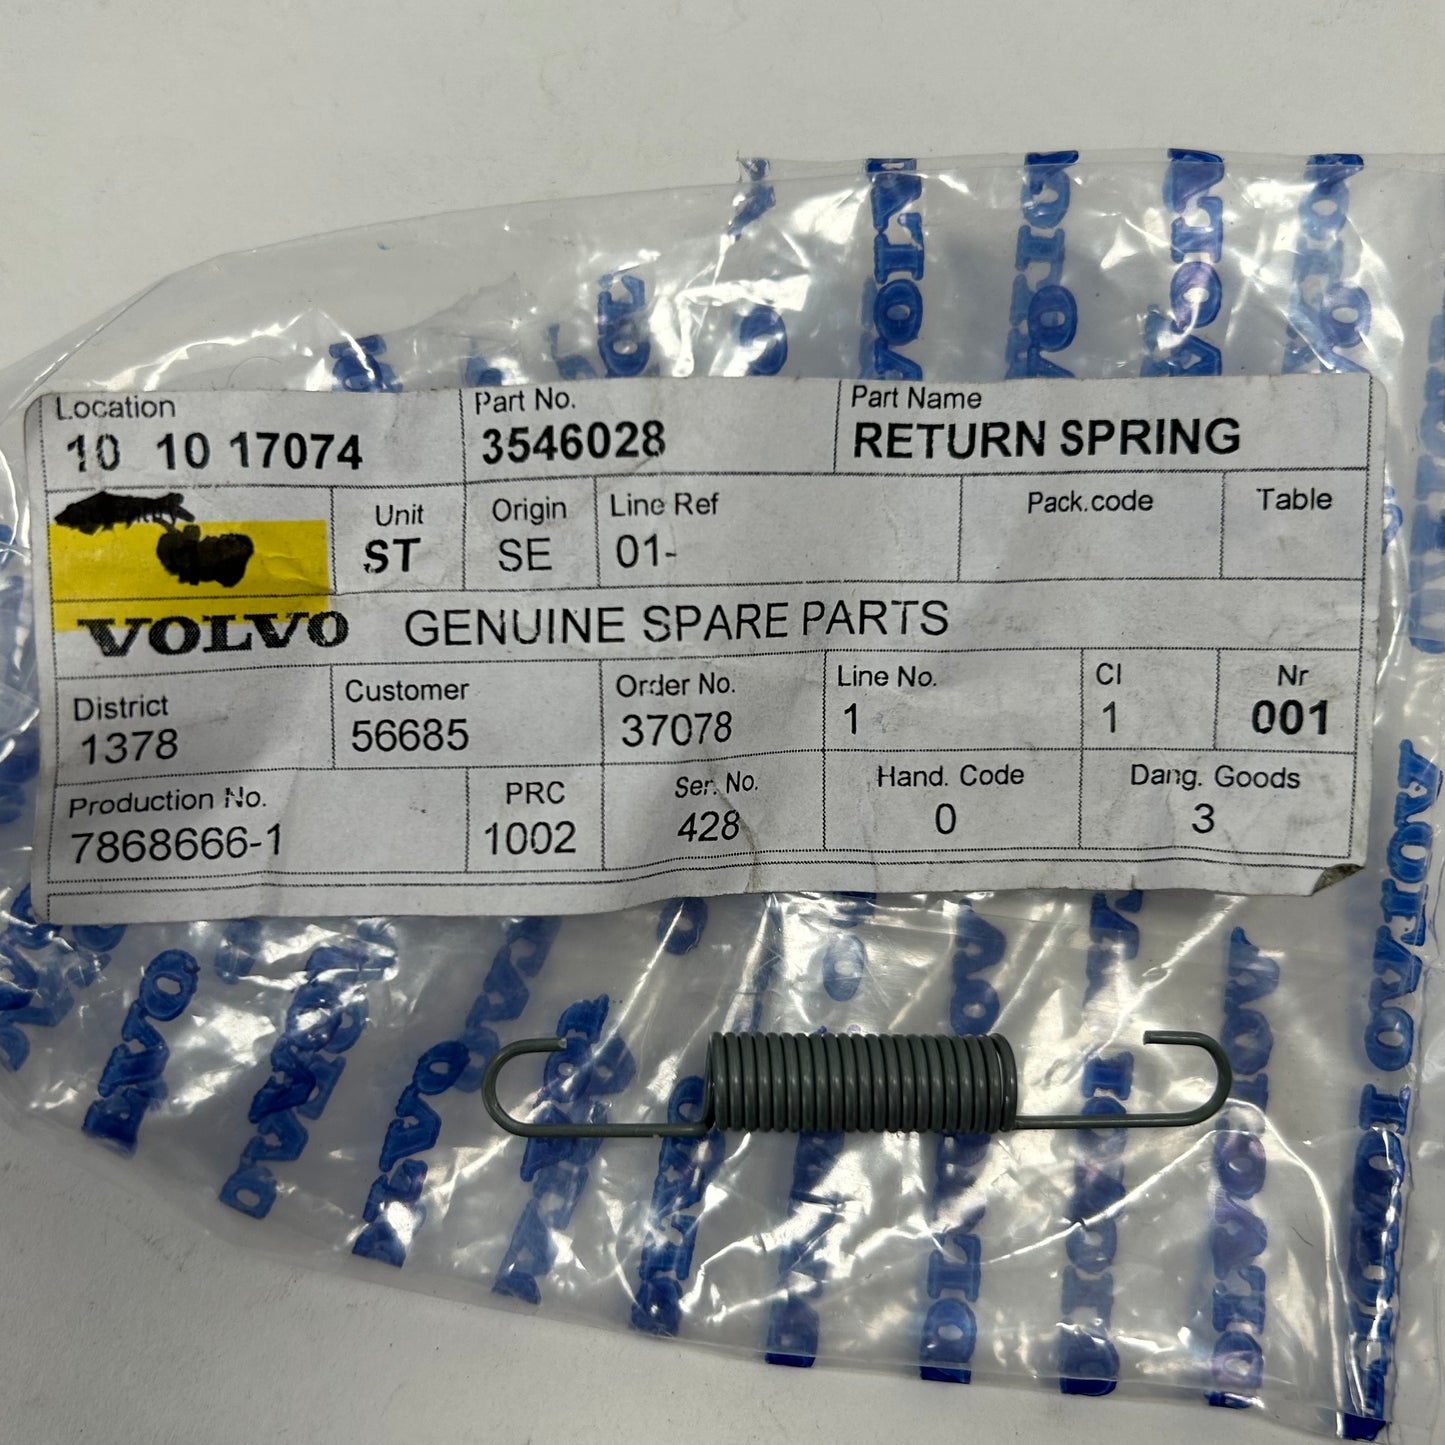 Location Part No. Part Name
10 10 17074 3546028 RETURN SPRING
Unit Origin Line Ref Pack.code Table
ST SE 01-
VOLVO GENUINE SPARE PARTS
District Customer Order No. Line No. Cl Nr
1378 56685 37078 1 1 001
Production No. PRC Ser. No. Hand. Code Dang. Goods
7868666-1 1002 428 0 3